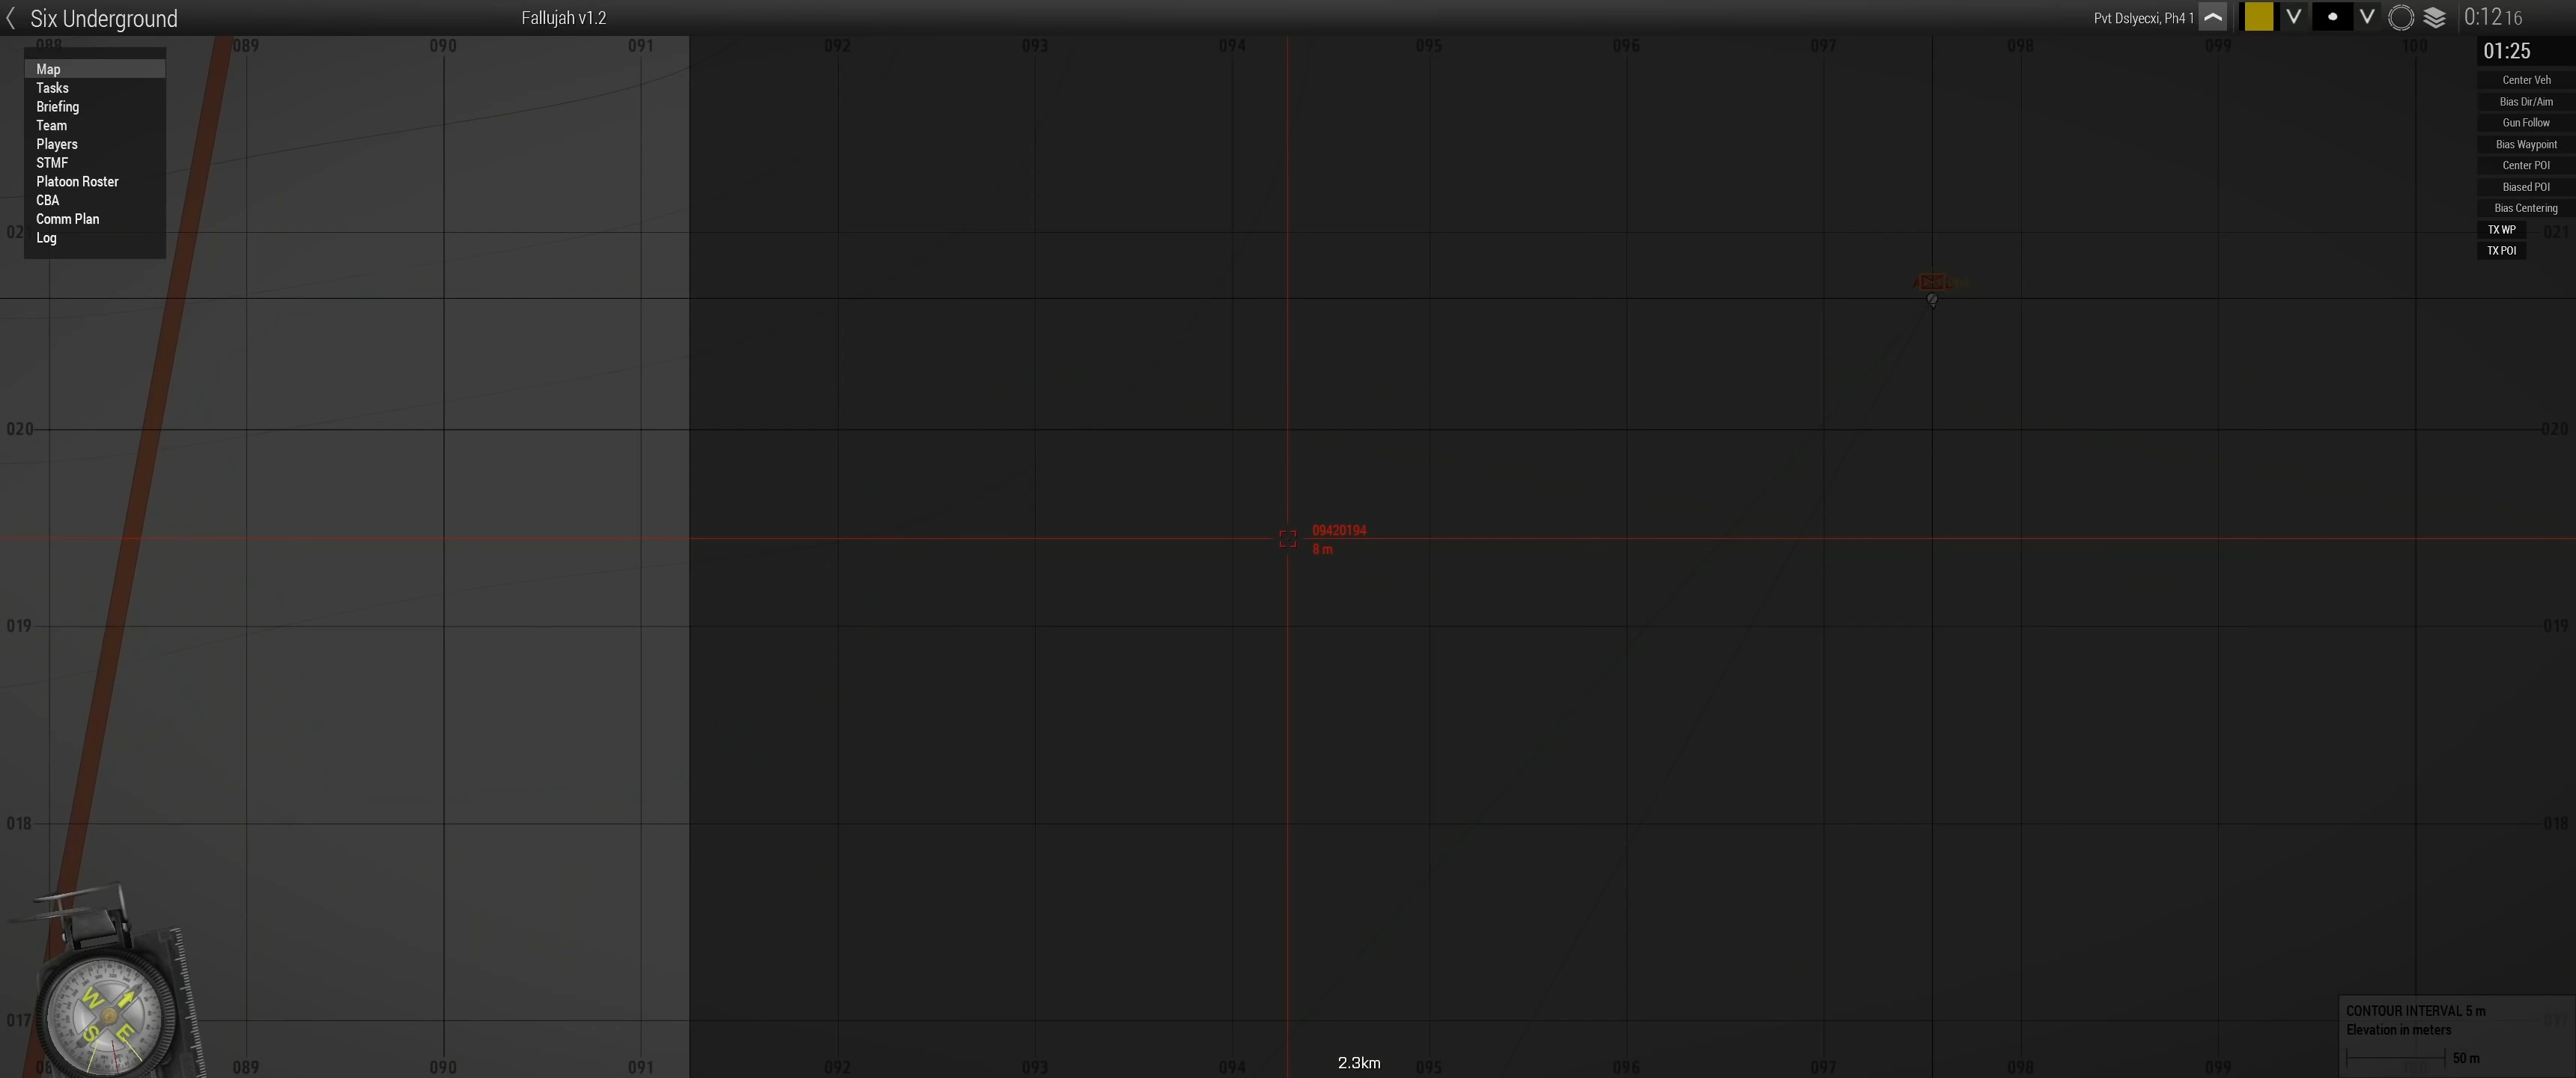 Six Underground
Fallujah v1.2
Pvt Dslyecxi, Ph4 1
V
V
0:12 16
088 089 090 091 092 093 094 095 096 097 098 099 100
01:25
Map
Tasks
Briefing
Team
Players
STMF
Platoon Roster
CBA
Comm Plan
Log
Center Veh
Bias Dir/Aim
Gun Follow
Bias Waypoint
Center POI
Biased POI
Bias Centering
TX WP
TX POI
021
020 020
09420194
8 m
019 019
018 018
W
S E
017
CONTOUR INTERVAL 5 m
Elevation in meters
50 m
2.3km
089 090 091 092 093 094 095 096 097 098 099